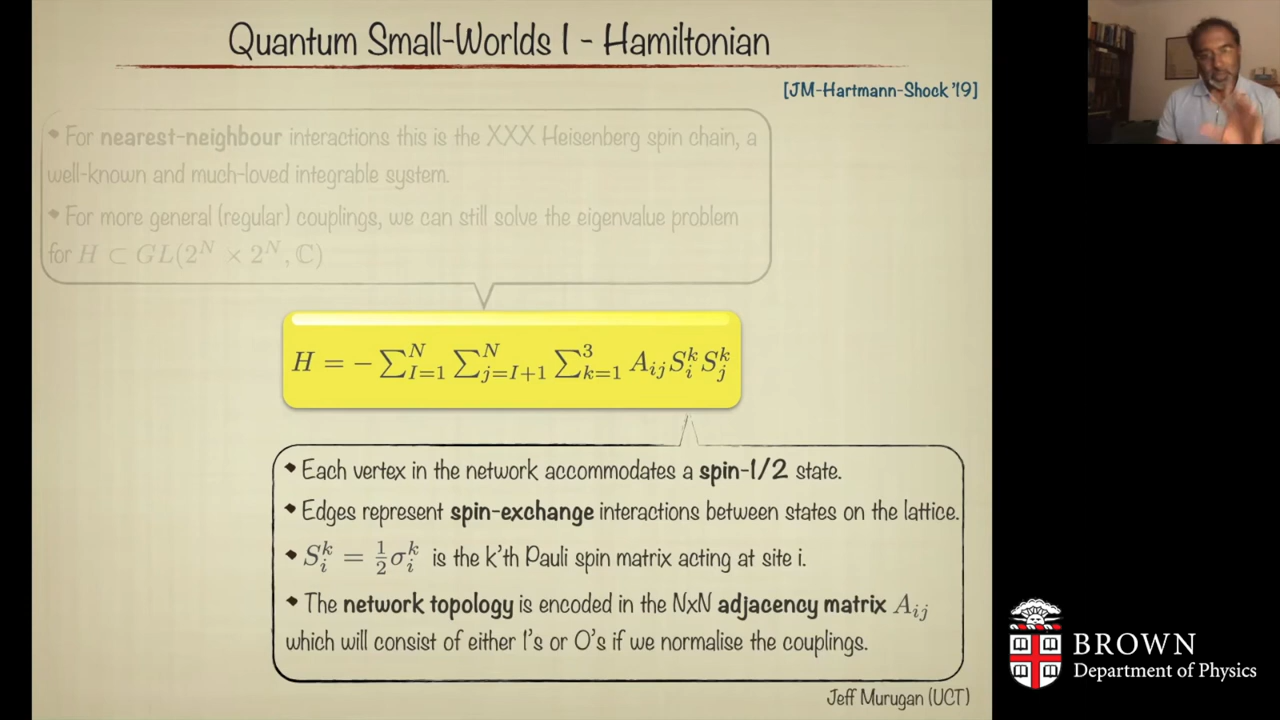 Quantum Small-Worlds I - Hamiltonian
[JM-Hartmann-Shock '19]
• For nearest-neighbour interactions this is the XXX Heisenberg spin chain, a
well-known and much-loved integrable system.
• For more general (regular) couplings, we can still solve the eigenvalue problem
for H ⊂ GL(2^N × 2^N, ℂ)
H = − ∑_{I=1}^{N} ∑_{j=I+1}^{N} ∑_{k=1}^{3} A_{ij} S_i^k S_j^k
• Each vertex in the network accommodates a spin-1/2 state.
• Edges represent spin-exchange interactions between states on the lattice.
• S_i^k = 1/2 σ_i^k is the k'th Pauli spin matrix acting at site i.
• The network topology is encoded in the NxN adjacency matrix A_{ij}
which will consist of either 1's or 0's if we normalise the couplings.
Jeff Murugan (UCT)
BROWN
Department of Physics